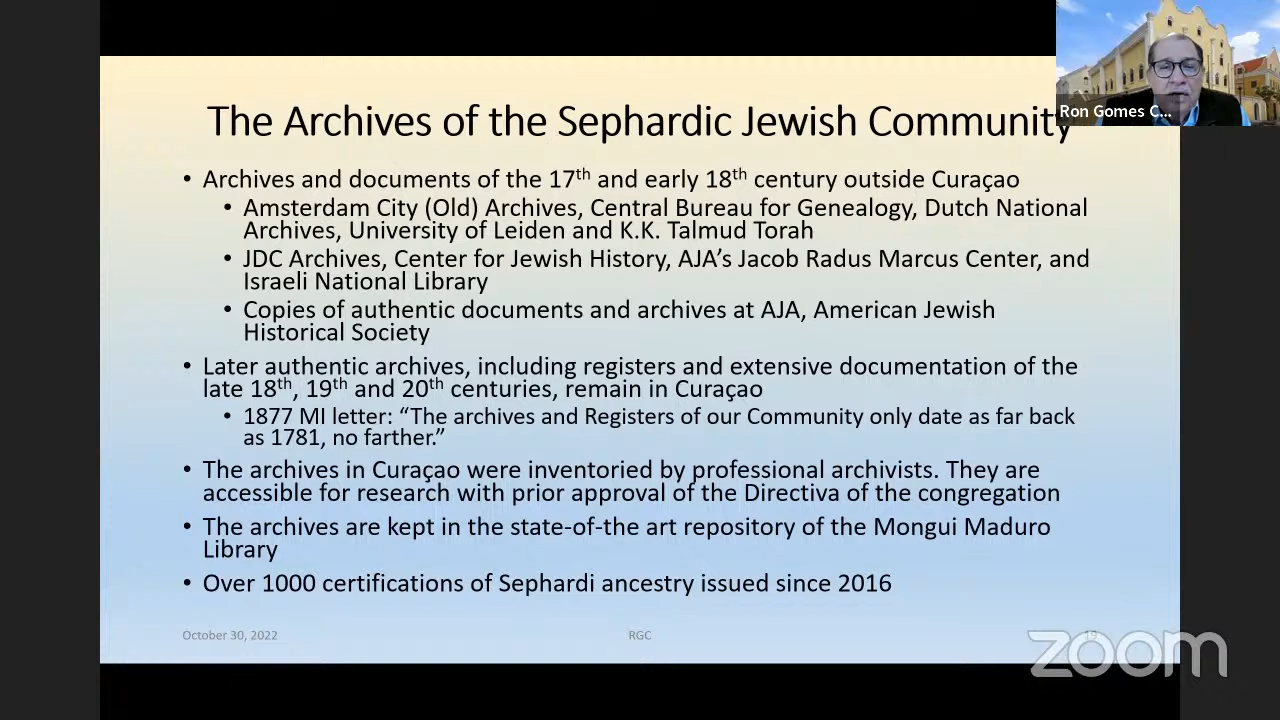 The Archives of the Sephardic Jewish Community
Ron Gomes C...
• Archives and documents of the 17th and early 18th century outside Curaçao
• Amsterdam City (Old) Archives, Central Bureau for Genealogy, Dutch National
Archives, University of Leiden and K.K. Talmud Torah
• JDC Archives, Center for Jewish History, AJA’s Jacob Radus Marcus Center, and
Israeli National Library
• Copies of authentic documents and archives at AJA, American Jewish
Historical Society
• Later authentic archives, including registers and extensive documentation of the
late 18th, 19th and 20th centuries, remain in Curaçao
• 1877 MI letter: “The archives and Registers of our Community only date as far back
as 1781, no farther.”
• The archives in Curaçao were inventoried by professional archivists. They are
accessible for research with prior approval of the Directiva of the congregation
• The archives are kept in the state-of-the art repository of the Mongui Maduro
Library
• Over 1000 certifications of Sephardi ancestry issued since 2016
October 30, 2022
RGC
19
zoom